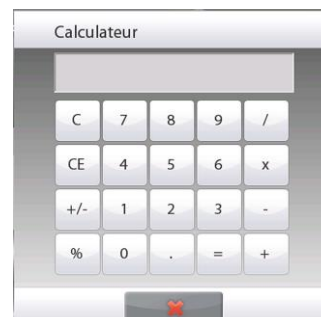 Calculateur
C 7 8 9 /
CE 4 5 6 x
+/- 1 2 3 -
% 0 . = +